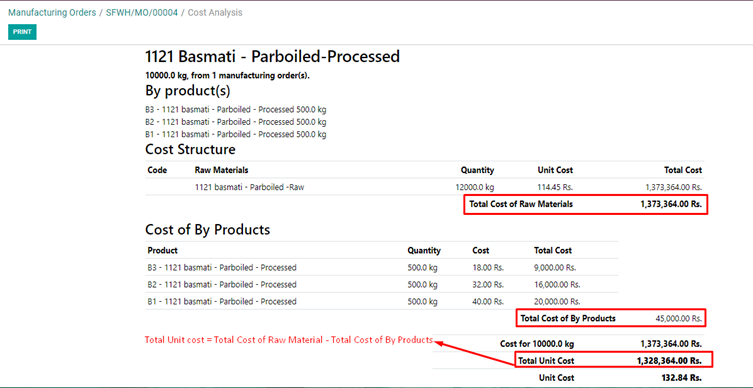 Manufacturing Orders / SFWH/MO/00004 / Cost Analysis
PRINT
1121 Basmati - Parboiled-Processed
10000.0 kg, from 1 manufacturing order(s).
By product(s)
B3 - 1121 basmati - Parboiled - Processed 500.0 kg
B2 - 1121 basmati - Parboiled - Processed 500.0 kg
B1 - 1121 basmati - Parboiled - Processed 500.0 kg
Cost Structure
Code Raw Materials Quantity Unit Cost Total Cost
1121 basmati - Parboiled -Raw 12000.0 kg 114.45 Rs. 1,373,364.00 Rs.
Total Cost of Raw Materials 1,373,364.00 Rs.
Cost of By Products
Product Quantity Cost Total Cost
B3 - 1121 basmati - Parboiled - Processed 500.0 kg 18.00 Rs. 9,000.00 Rs.
B2 - 1121 basmati - Parboiled - Processed 500.0 kg 32.00 Rs. 16,000.00 Rs.
B1 - 1121 basmati - Parboiled - Processed 500.0 kg 40.00 Rs. 20,000.00 Rs.
Total Cost of By Products 45,000.00 Rs.
Total Unit cost = Total Cost of Raw Material - Total Cost of By Products
Cost for 10000.0 kg 1,373,364.00 Rs.
Total Unit Cost 1,328,364.00 Rs.
Unit Cost 132.84 Rs.